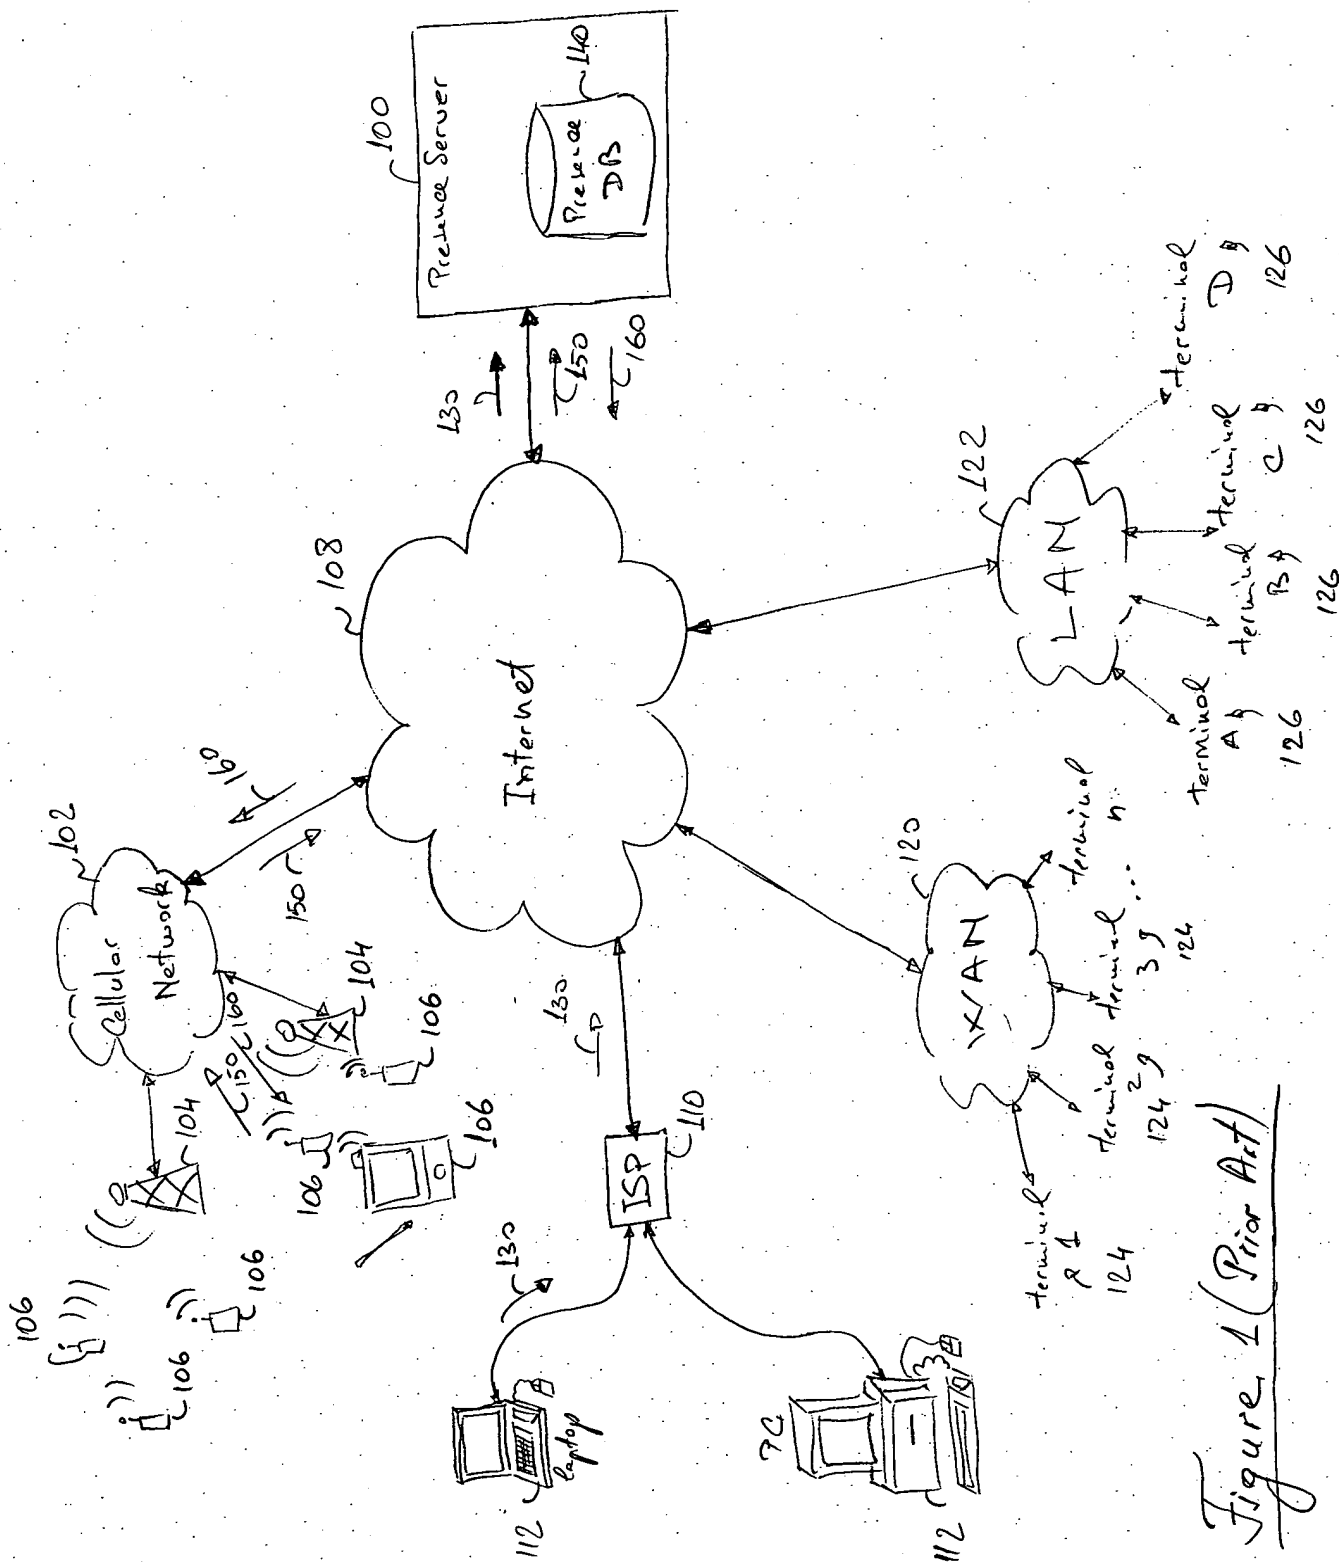 106
102
Cellular
Network
106
104
106
160
150
160
106
104
150
106
106
108
100
Presence Server
130
130
Internet
Presence
DB
140
112
laptop
130
150
ISP
160
110
PC
120
122
112
WAN
LAN
terminal
1
124
terminal
2
124
terminal
3
124
...
terminal
n
terminal
A
126
terminal
B
126
terminal
C
126
terminal
D
126
Figure 1 (Prior Art)